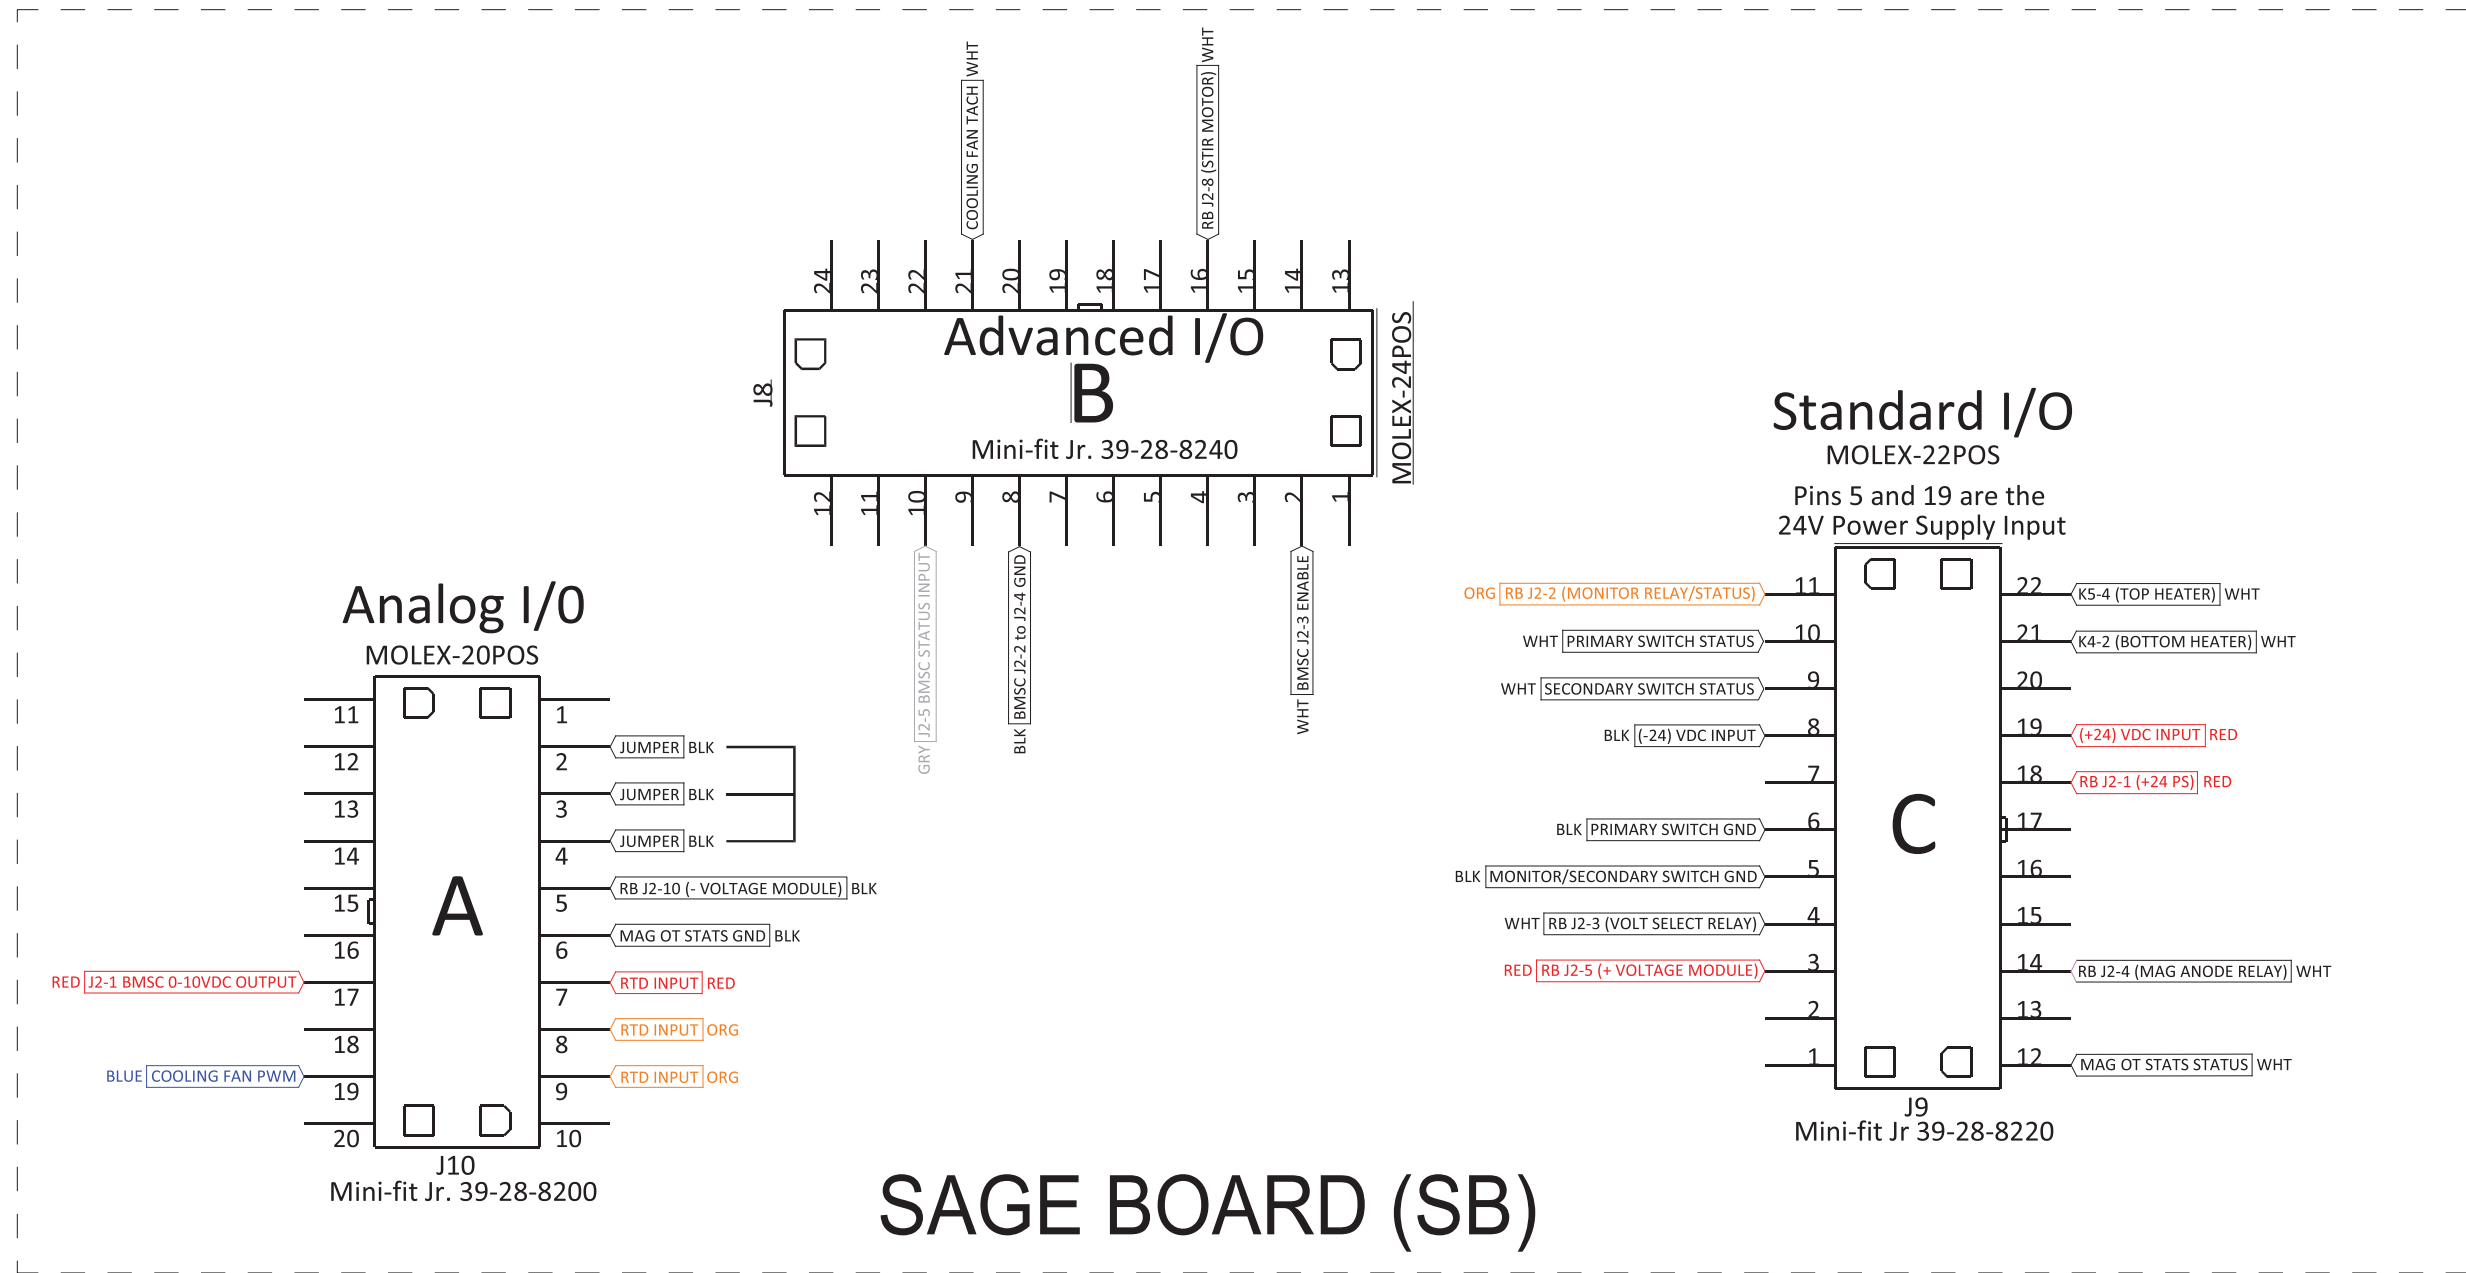 COOLING FAN TACH WHT
RB J2-8 (STIR MOTOR) WHT
24 23 22 21 20 19 18 17 16 15 14 13
Advanced I/O
B
Mini-fit Jr. 39-28-8240
J8
MOLEX-24POS
12 11 10 9 8 7 6 5 4 3 2 1
GRY J2-5 BMSC STATUS INPUT
BLK BMSC J2-2 to J2-4 GND
WHT BMSC J2-3 ENABLE
Analog I/0
MOLEX-20POS
11 1
12 2 JUMPER BLK
13 3 JUMPER BLK
14 4 JUMPER BLK
15 5 RB J2-10 (- VOLTAGE MODULE) BLK
A
16 6 MAG OT STATS GND BLK
RED J2-1 BMSC 0-10VDC OUTPUT 17 7 RTD INPUT RED
18 8 RTD INPUT ORG
BLUE COOLING FAN PWM 19 9 RTD INPUT ORG
20 10
J10
Mini-fit Jr. 39-28-8200
Standard I/O
MOLEX-22POS
Pins 5 and 19 are the
24V Power Supply Input
ORG RB J2-2 (MONITOR RELAY/STATUS) 11 22 K5-4 (TOP HEATER) WHT
WHT PRIMARY SWITCH STATUS 10 21 K4-2 (BOTTOM HEATER) WHT
WHT SECONDARY SWITCH STATUS 9 20
BLK (-24) VDC INPUT 8 19 (+24) VDC INPUT RED
7 18 RB J2-1 (+24 PS) RED
C
BLK PRIMARY SWITCH GND 6 17
BLK MONITOR/SECONDARY SWITCH GND 5 16
WHT RB J2-3 (VOLT SELECT RELAY) 4 15
RED RB J2-5 (+ VOLTAGE MODULE) 3 14 RB J2-4 (MAG ANODE RELAY) WHT
2 13
1 12 MAG OT STATS STATUS WHT
J9
Mini-fit Jr 39-28-8220
SAGE BOARD (SB)